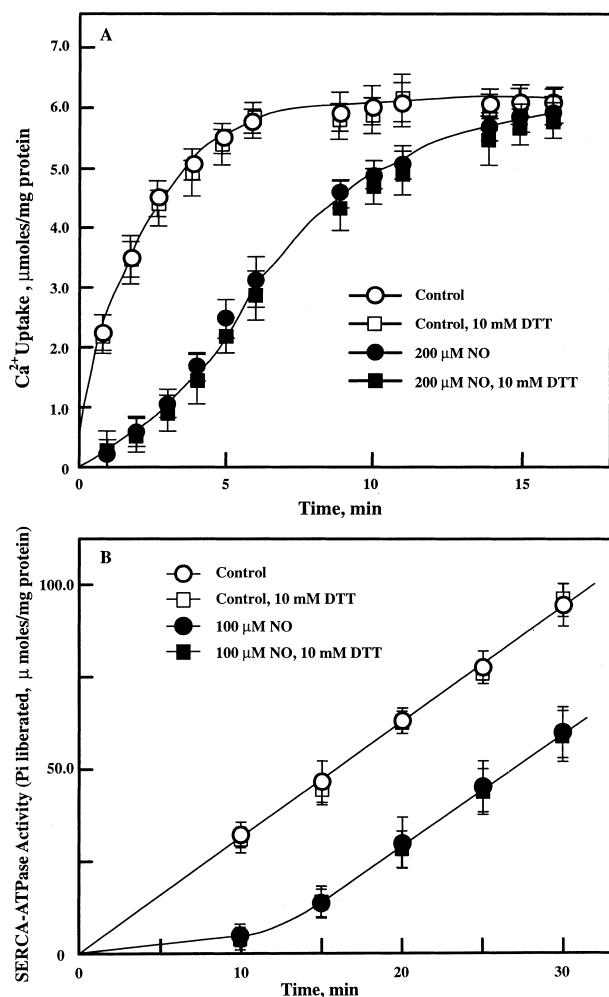 A
7.0
6.0
5.0
4.0
3.0
2.0
1.0
0
Ca2+Uptake , μmoles/mg protein
Control
Control, 10 mM DTT
200 μM NO
200 μM NO, 10 mM DTT
5
10
15
Time, min
B
100.0
50.0
0
SERCA-ATPase Activity (Pi liberated, μ moles/mg protein)
Control
Control, 10 mM DTT
100 μM NO
100 μM NO, 10 mM DTT
0
10
20
30
Time, min